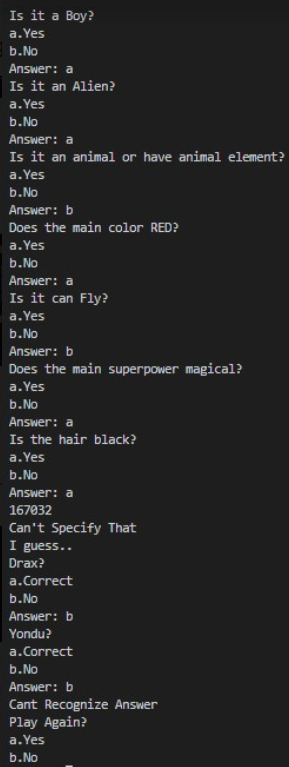 Is it a Boy?
a.Yes
b.No
Answer: a
Is it an Alien?
a.Yes
b.No
Answer: a
Is it an animal or have animal element?
a.Yes
b.No
Answer: b
Does the main color RED?
a.Yes
b.No
Answer: a
Is it can Fly?
a.Yes
b.No
Answer: b
Does the main superpower magical?
a.Yes
b.No
Answer: a
Is the hair black?
a.Yes
b.No
Answer: a
167032
Can't Specify That
I guess..
Drax?
a.Correct
b.No
Answer: b
Yondu?
a.Correct
b.No
Answer: b
Cant Recognize Answer
Play Again?
a.Yes
b.No